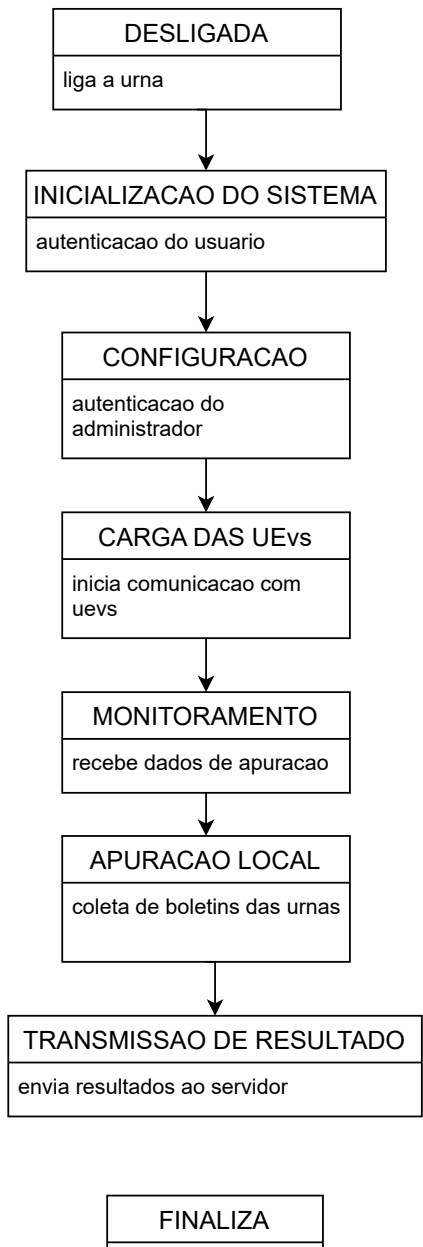 DESLIGADA
liga a urna
INICIALIZACAO DO SISTEMA
autenticacao do usuario
CONFIGURACAO
autenticacao do
administrador
CARGA DAS UEvs
inicia comunicacao com
uevs
MONITORAMENTO
recebe dados de apuracao
APURACAO LOCAL
coleta de boletins das urnas
TRANSMISSAO DE RESULTADO
envia resultados ao servidor
FINALIZA